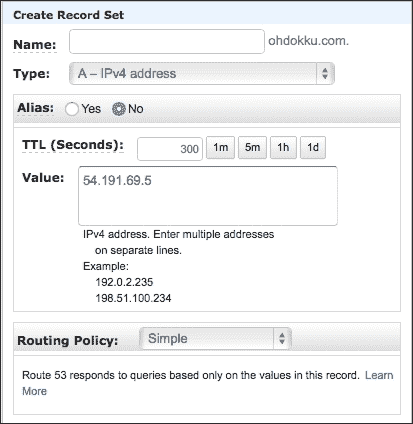 Create Record Set
Name: ohdokku.com.
Type: A – IPv4 address
Alias: Yes No
TTL (Seconds): 300 1m 5m 1h 1d
Value: 54.191.69.5
IPv4 address. Enter multiple addresses
on separate lines.
Example:
192.0.2.235
198.51.100.234
Routing Policy: Simple
Route 53 responds to queries based only on the values in this record. Learn
More